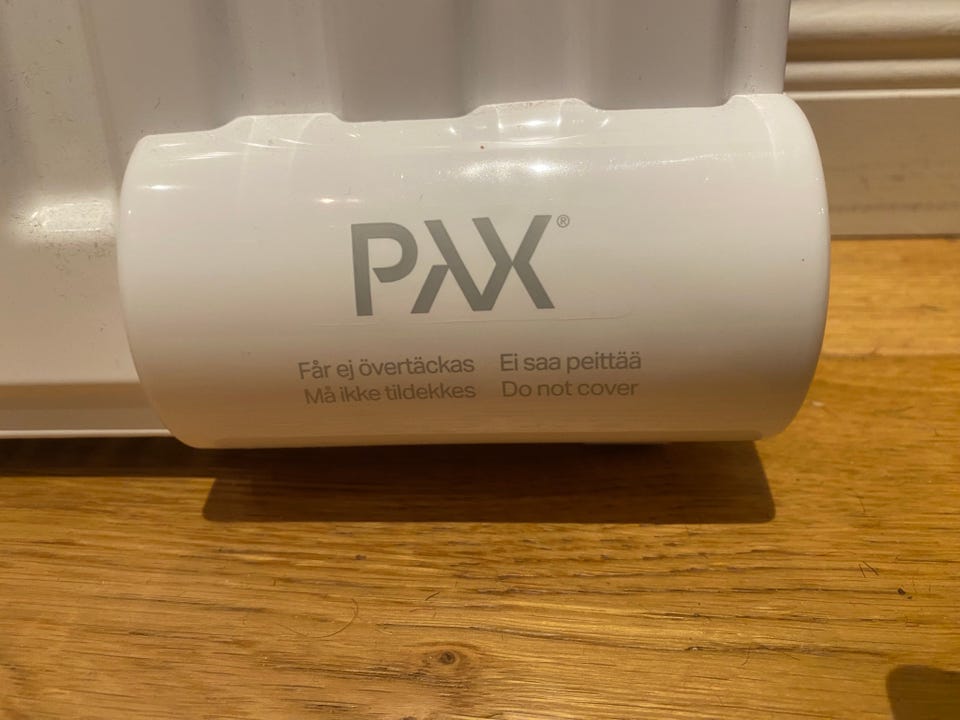 PAX®
Får ej övertäckas Ei saa peittää
Må ikke tildekkes Do not cover